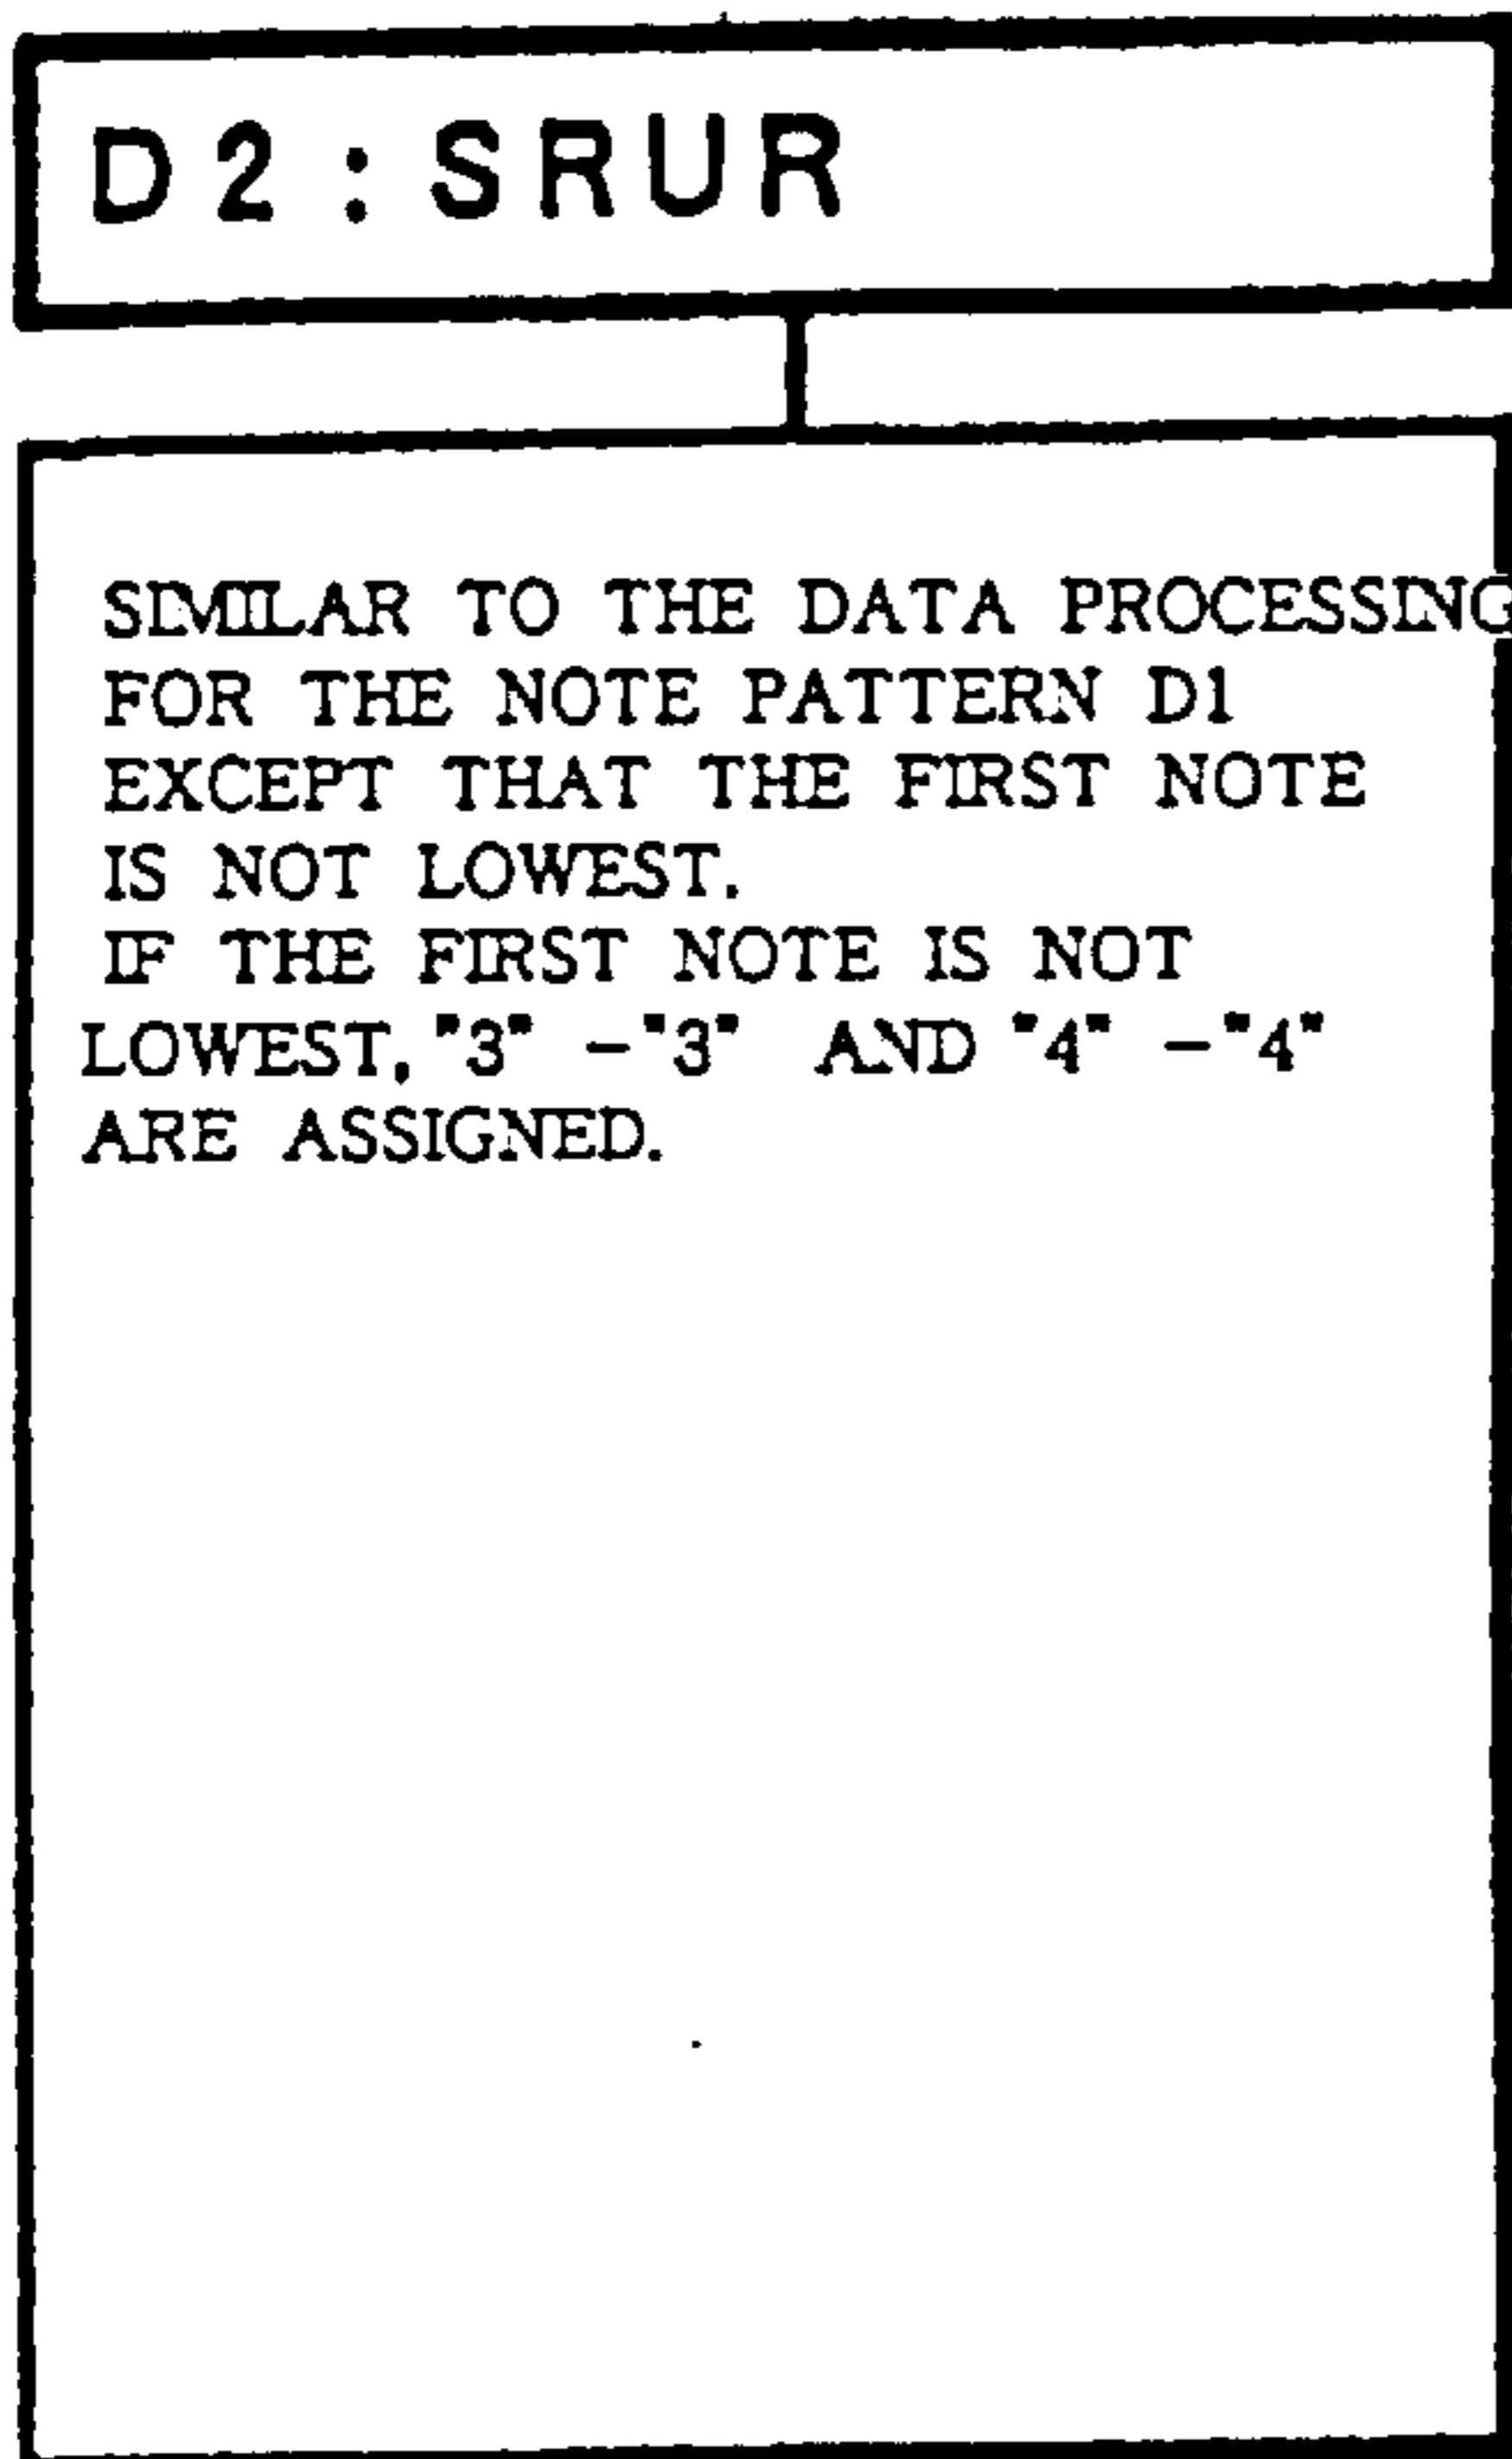 D2:SRUR
SIMILAR TO THE DATA PROCESSING
FOR THE NOTE PATTERN D1
EXCEPT THAT THE FIRST NOTE
IS NOT LOWEST.
IF THE FIRST NOTE IS NOT
LOWEST, "3" -"3" AND "4" -"4"
ARE ASSIGNED.